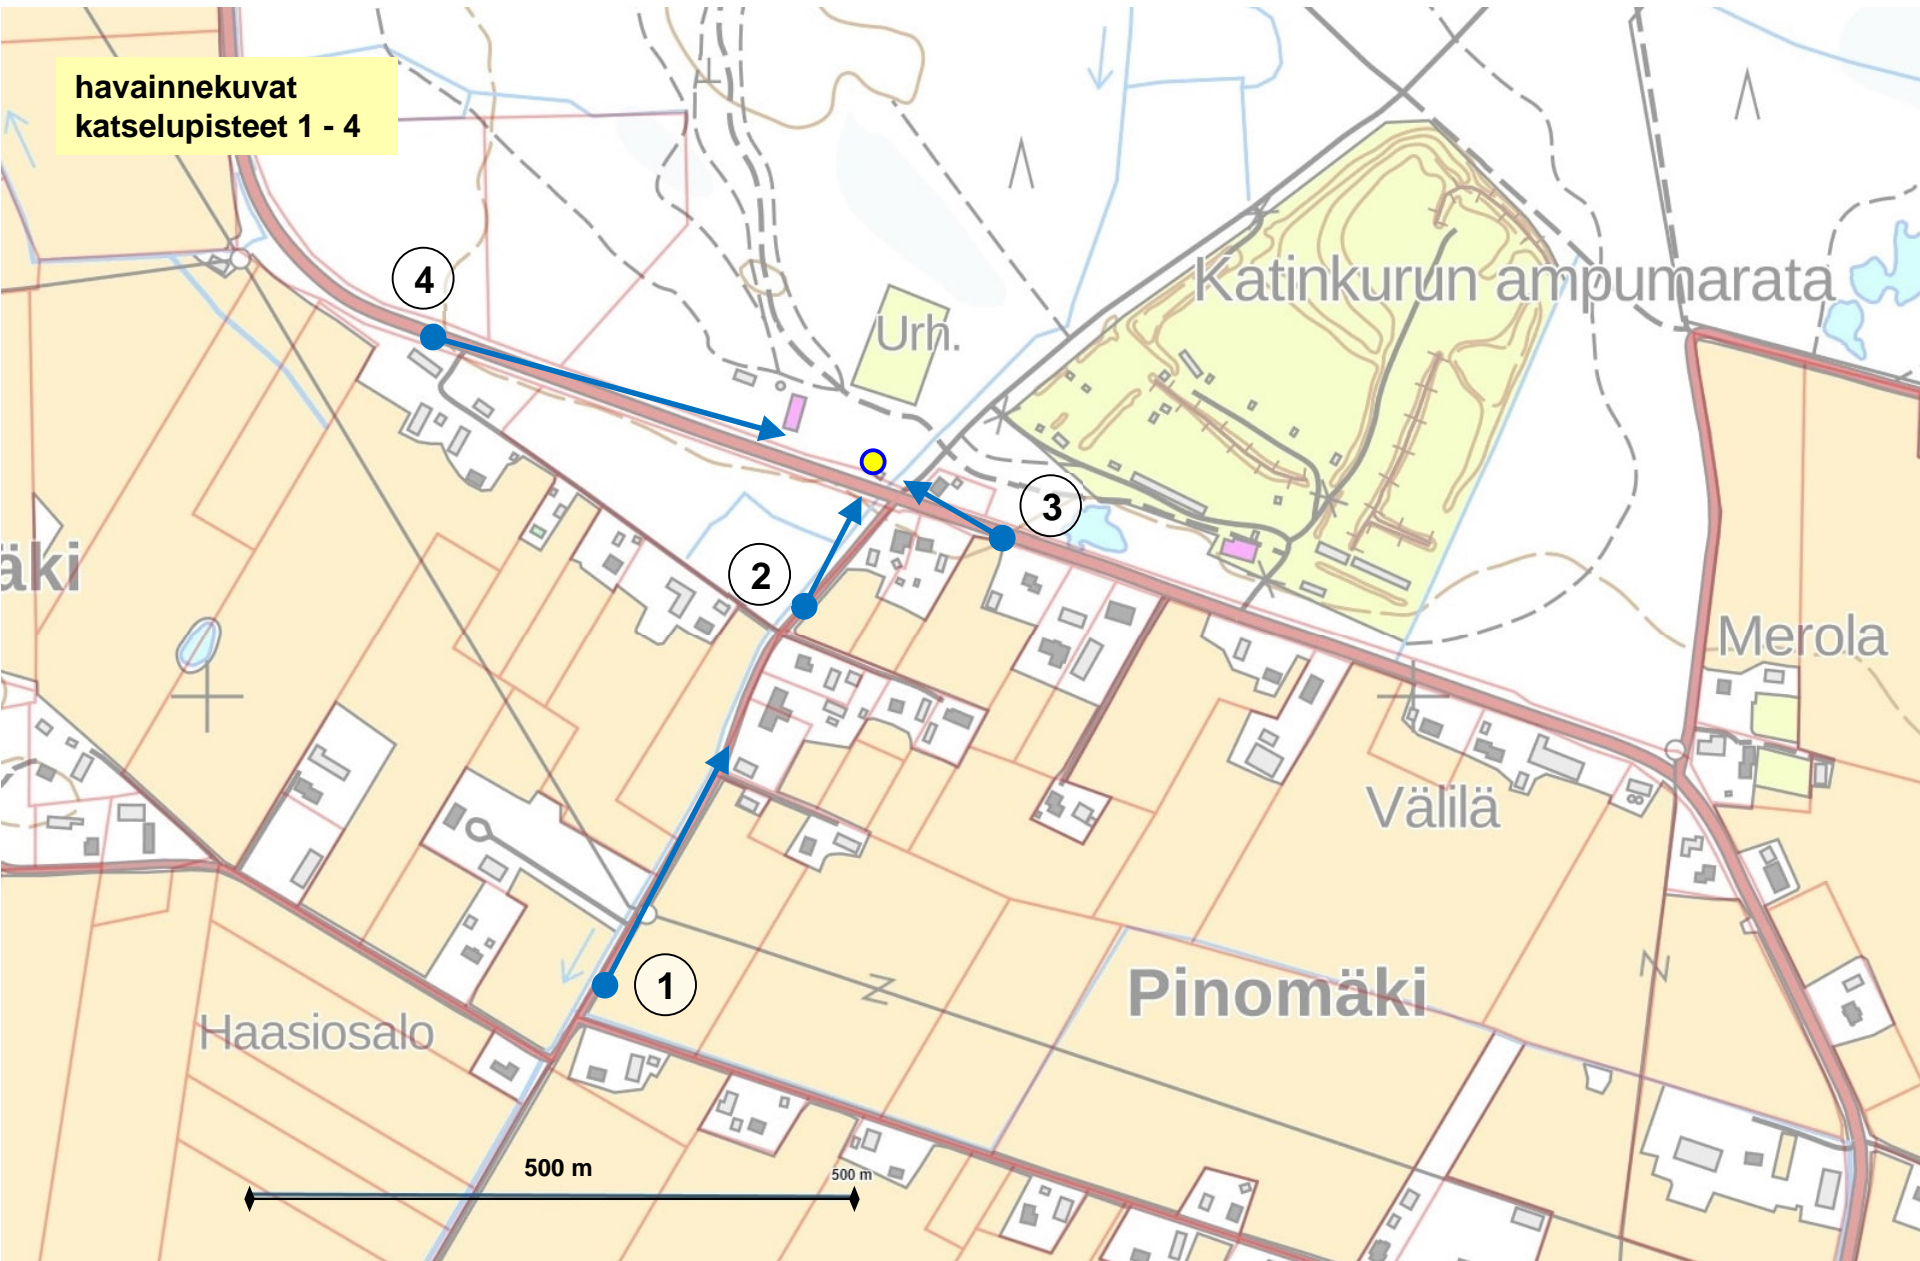 havainnekuvat
katselupisteet 1 - 4
4
Katinkurun ampumarata
Urh.
3
2
äki
Merola
Välilä
1
Pinomäki
Haasiosalo
500 m
500 m